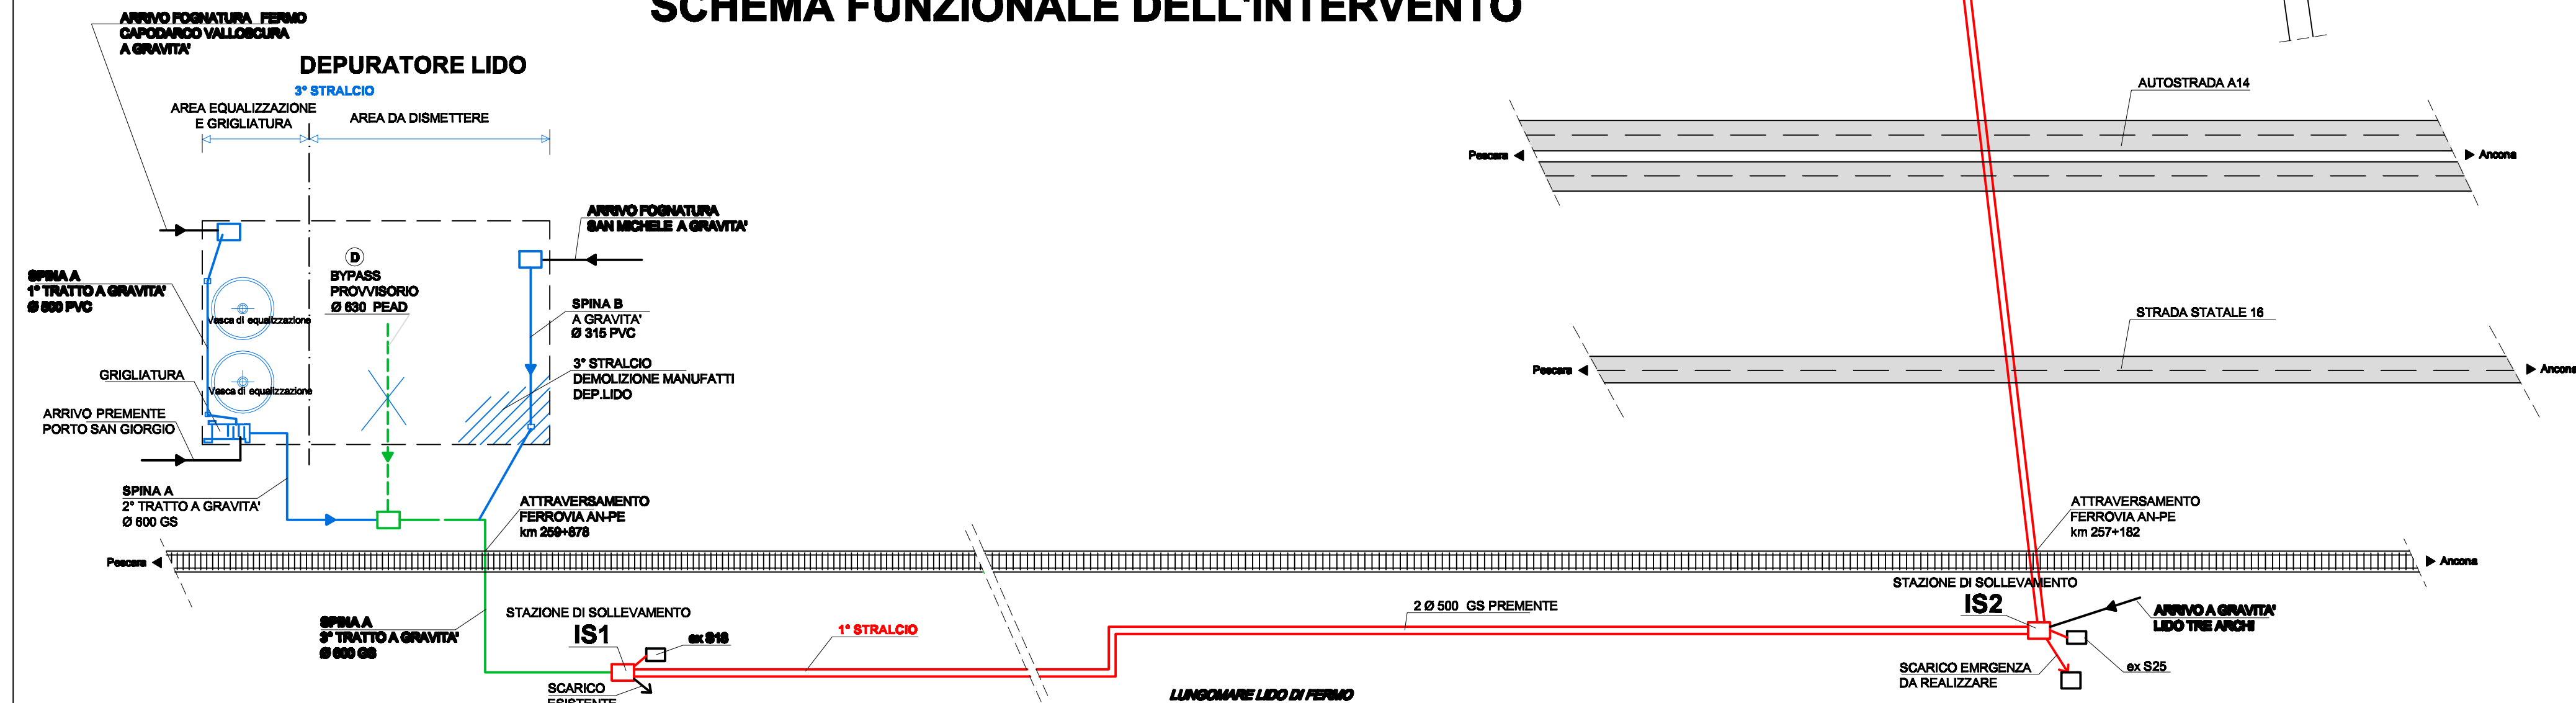 SCHEMA FUNZIONALE DELL'INTERVENTO
ARRIVO FOGNATURA FERMO
CAPODARCO VALLOSCURA
A GRAVITA'
DEPURATORE LIDO
3° STRALCIO
AREA EQUALIZZAZIONE
E GRIGLIATURA
AREA DA DISMETTERE
ARRIVO FOGNATURA
SAN MICHELE A GRAVITA'
SPINA A
1° TRATTO A GRAVITA'
Ø 500 PVC
D
BYPASS
PROVVISORIO
Ø 630 PEAD
Vasca di equalizzazione
Vasca di equalizzazione
SPINA B
A GRAVITA'
Ø 315 PVC
3° STRALCIO
DEMOLIZIONE MANUFATTI
DEP.LIDO
GRIGLIATURA
ARRIVO PREMENTE
PORTO SAN GIORGIO
SPINA A
2° TRATTO A GRAVITA'
Ø 600 GS
ATTRAVERSAMENTO
FERROVIA AN-PE
km 259+878
Pescara
Ancona
SPINA A
3° TRATTO A GRAVITA'
Ø 600 GS
STAZIONE DI SOLLEVAMENTO
IS1
ex S18
SCARICO
ESISTENTE
1° STRALCIO
2 Ø 500 GS PREMENTE
LUNGOMARE LIDO DI FERMO
AUTOSTRADA A14
Pescara
Ancona
STRADA STATALE 16
Pescara
Ancona
ATTRAVERSAMENTO
FERROVIA AN-PE
km 257+182
STAZIONE DI SOLLEVAMENTO
IS2
ARRIVO A GRAVITA'
LIDO TRE ARCHI
ex S25
SCARICO EMRGENZA
DA REALIZZARE